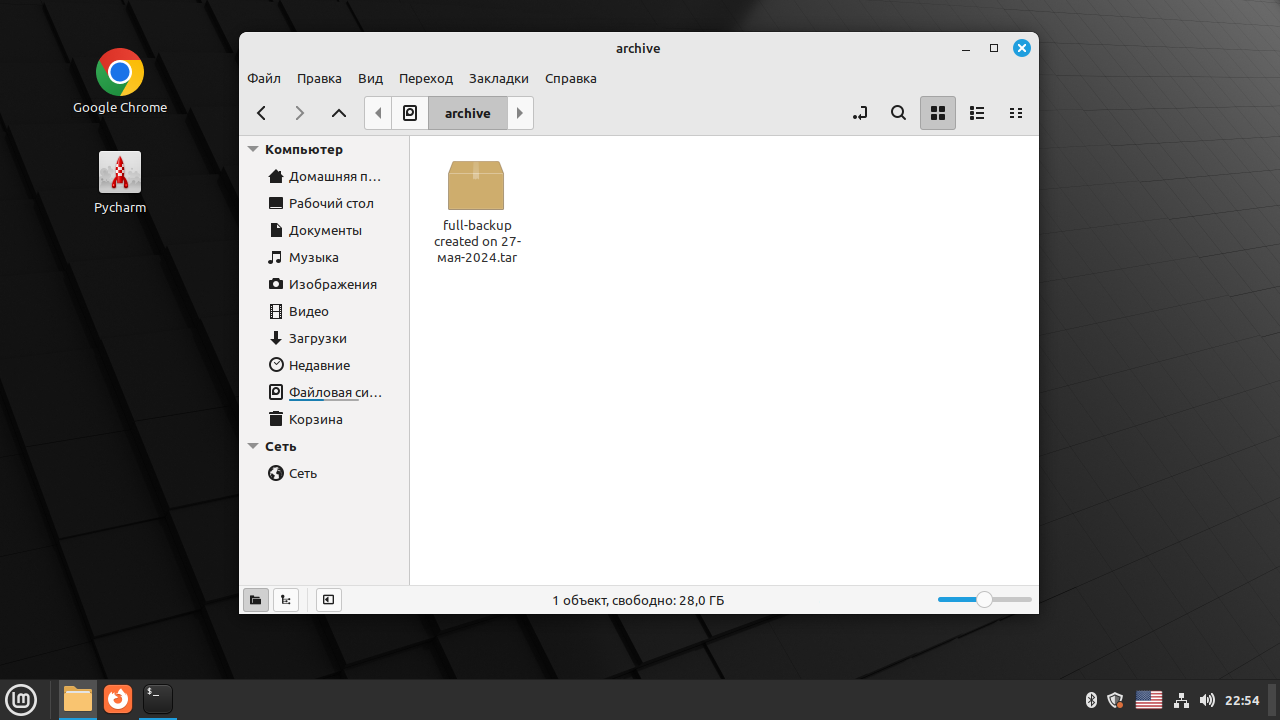 archive
Файл Правка Вид Переход Закладки Справка
archive
Google Chrome
Pycharm
Компьютер
Домашняя п…
Рабочий стол
Документы
Музыка
Изображения
Видео
Загрузки
Недавние
Файловая си…
Корзина
Сеть
Сеть
full-backup
created on 27-
мая-2024.tar
1 объект, свободно: 28,0 ГБ
lm
$_
22:54